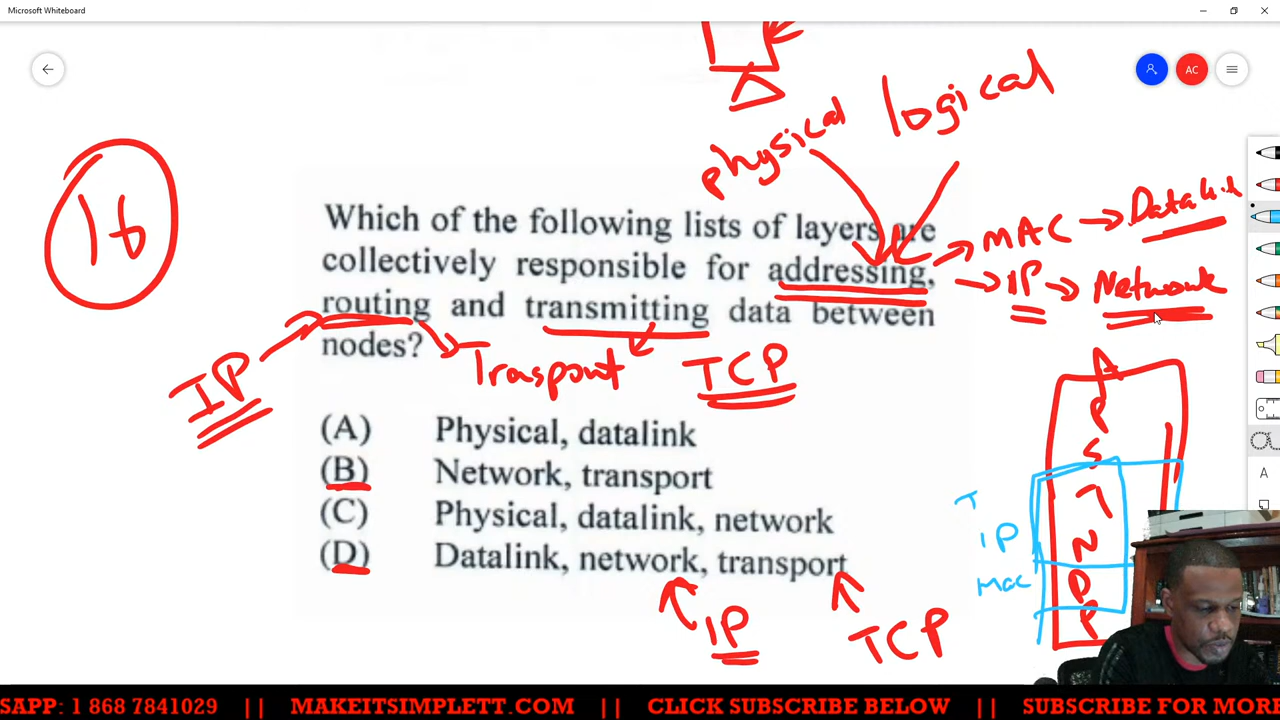 Microsoft Whiteboard
AC
physical
logical
16
Which of the following lists of layers are
collectively responsible for addressing,
routing and transmitting data between
nodes?
MAC
IP
Network
IP
Trasport
TCP
(A) Physical, datalink
(B) Network, transport
(C) Physical, datalink, network
(D) Datalink, network, transport
IP
TCP
A
P
S
T
N
D
P
T
IP
MAC
A
SAPP: 1 868 7841029 || MAKEITSIMPLETT.COM || CLICK SUBSCRIBE BELOW || SUBSCRIBE FOR MORE